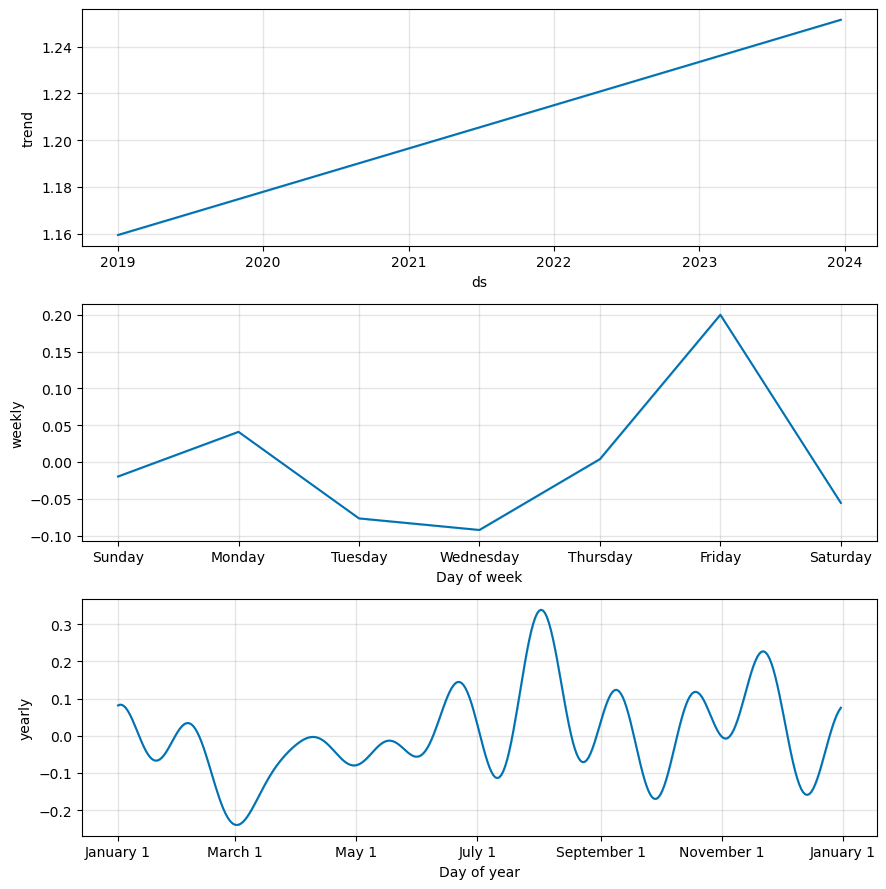 1.24
1.22
1.20
1.18
1.16
trend
2019 2020 2021 2022 2023 2024
ds
0.20
0.15
0.10
0.05
0.00
−0.05
−0.10
weekly
Sunday Monday Tuesday Wednesday Thursday Friday Saturday
Day of week
0.3
0.2
0.1
0.0
−0.1
−0.2
yearly
January 1 March 1 May 1 July 1 September 1 November 1 January 1
Day of year